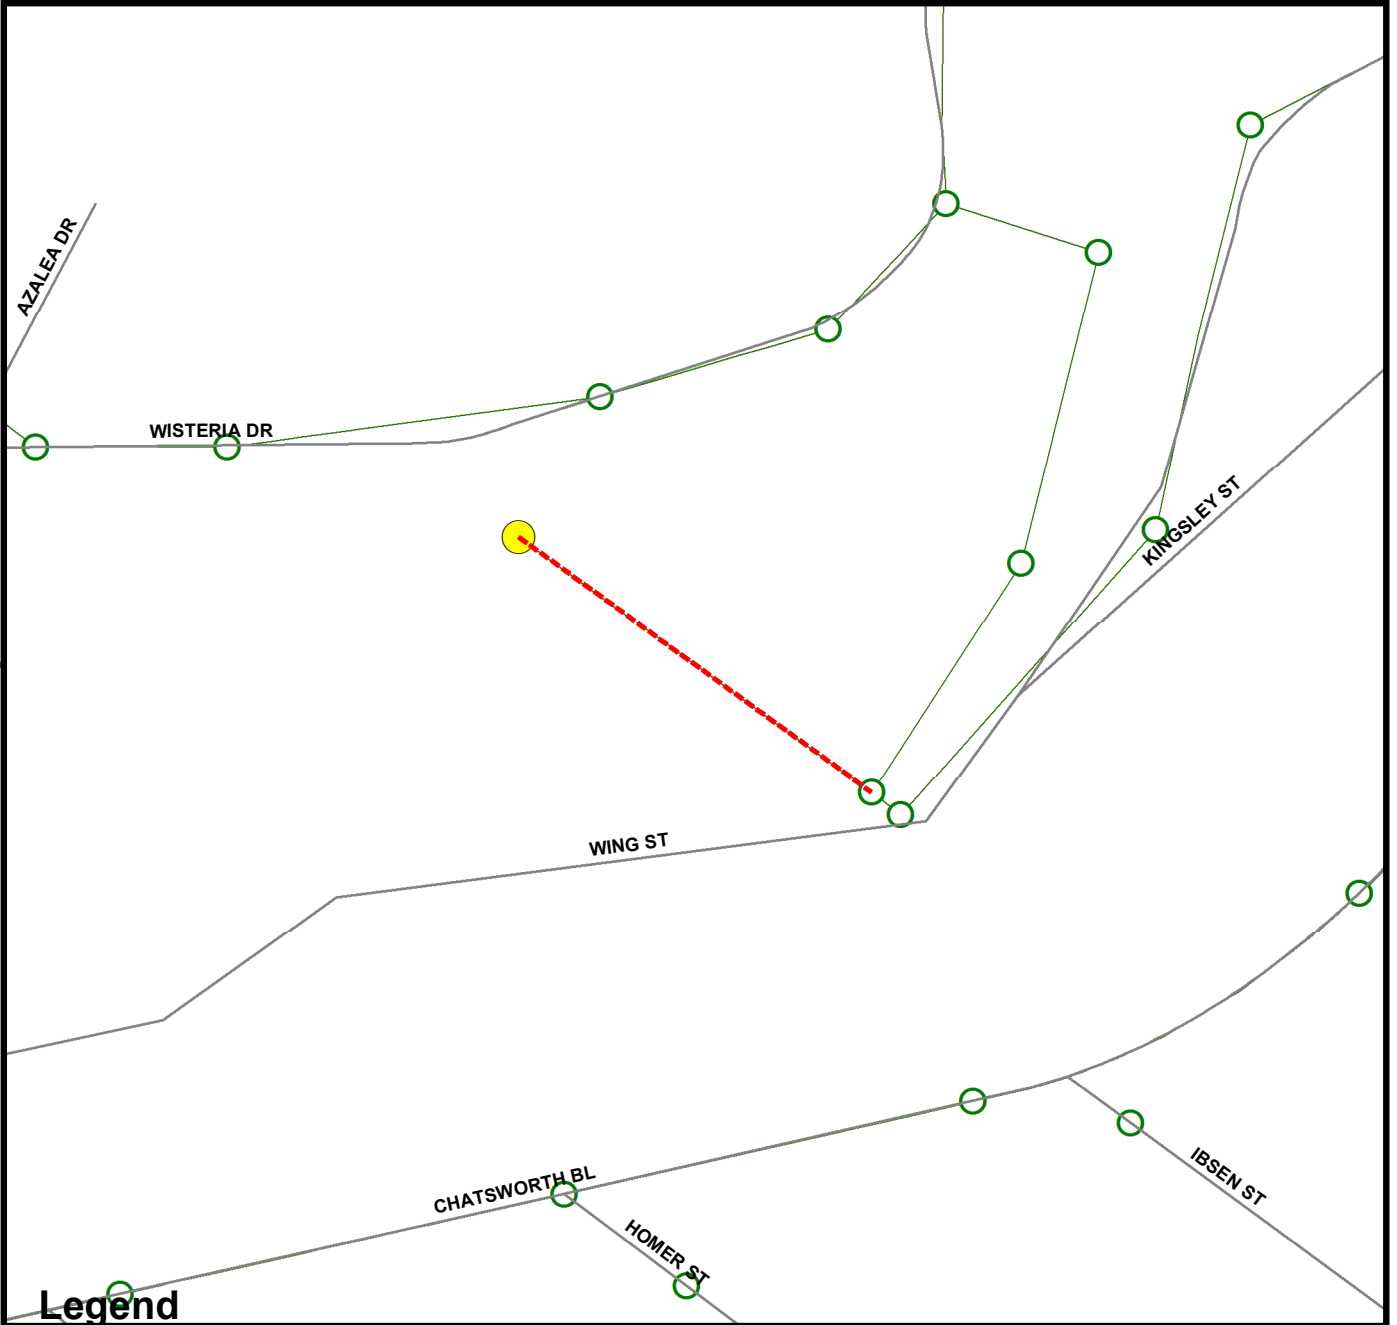 AZALEA DR
WISTERIA DR
KINGSLEY ST
WING ST
IBSEN ST
CHATSWORTH BL
HOMER ST
Legend